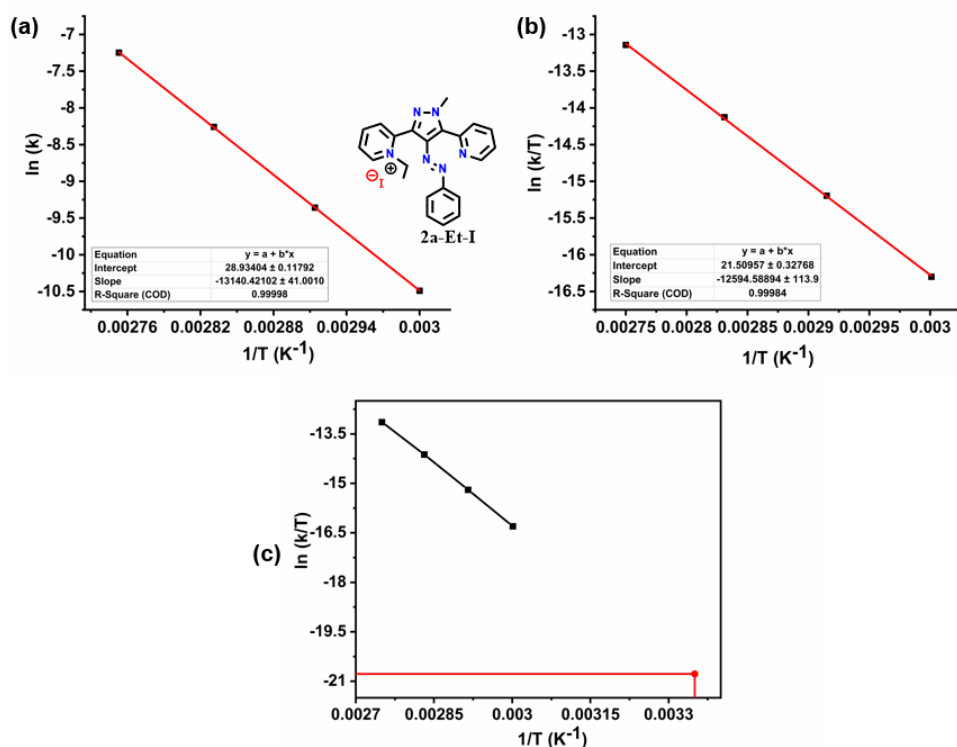 (a)
ln (k)
-7
-7.5
-8
-8.5
-9
-9.5
-10
-10.5
Equation y = a + b*x
Intercept 28.93404 ± 0.11792
Slope -13140.42102 ± 41.0010
R-Square (COD) 0.99998
0.00276 0.00282 0.00288 0.00294 0.003
1/T (K-1)
N
N
N
N
N
N
⊕
⊖
I
2a-Et-I
(b)
ln (k/T)
-13
-13.5
-14
-14.5
-15
-15.5
-16
-16.5
Equation y = a + b*x
Intercept 21.50957 ± 0.32768
Slope -12594.58894 ± 113.9
R-Square (COD) 0.99984
0.00275 0.0028 0.00285 0.0029 0.00295 0.003
1/T (K-1)
(c)
ln (k/T)
-13.5
-15
-16.5
-18
-19.5
-21
0.0027 0.00285 0.003 0.00315 0.0033
1/T (K-1)